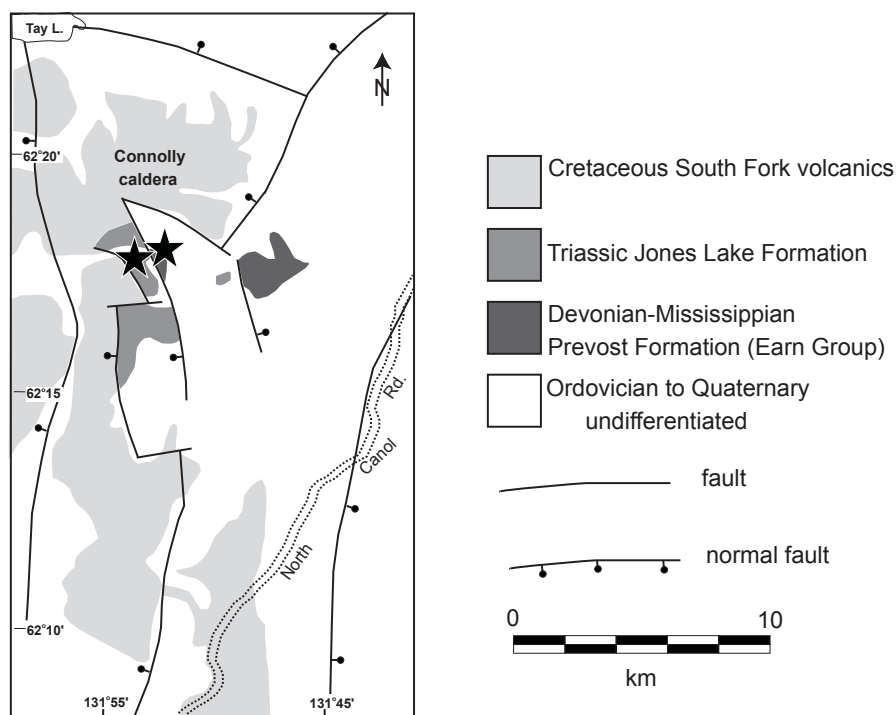 Tay L.
N
62°20'
Connolly
caldera
62°15'
Rd.
Canol
North
62°10'
131°55'
131°45'
Cretaceous South Fork volcanics
Triassic Jones Lake Formation
Devonian-Mississippian
Prevost Formation (Earn Group)
Ordovician to Quaternary
undifferentiated
fault
normal fault
0 10
km